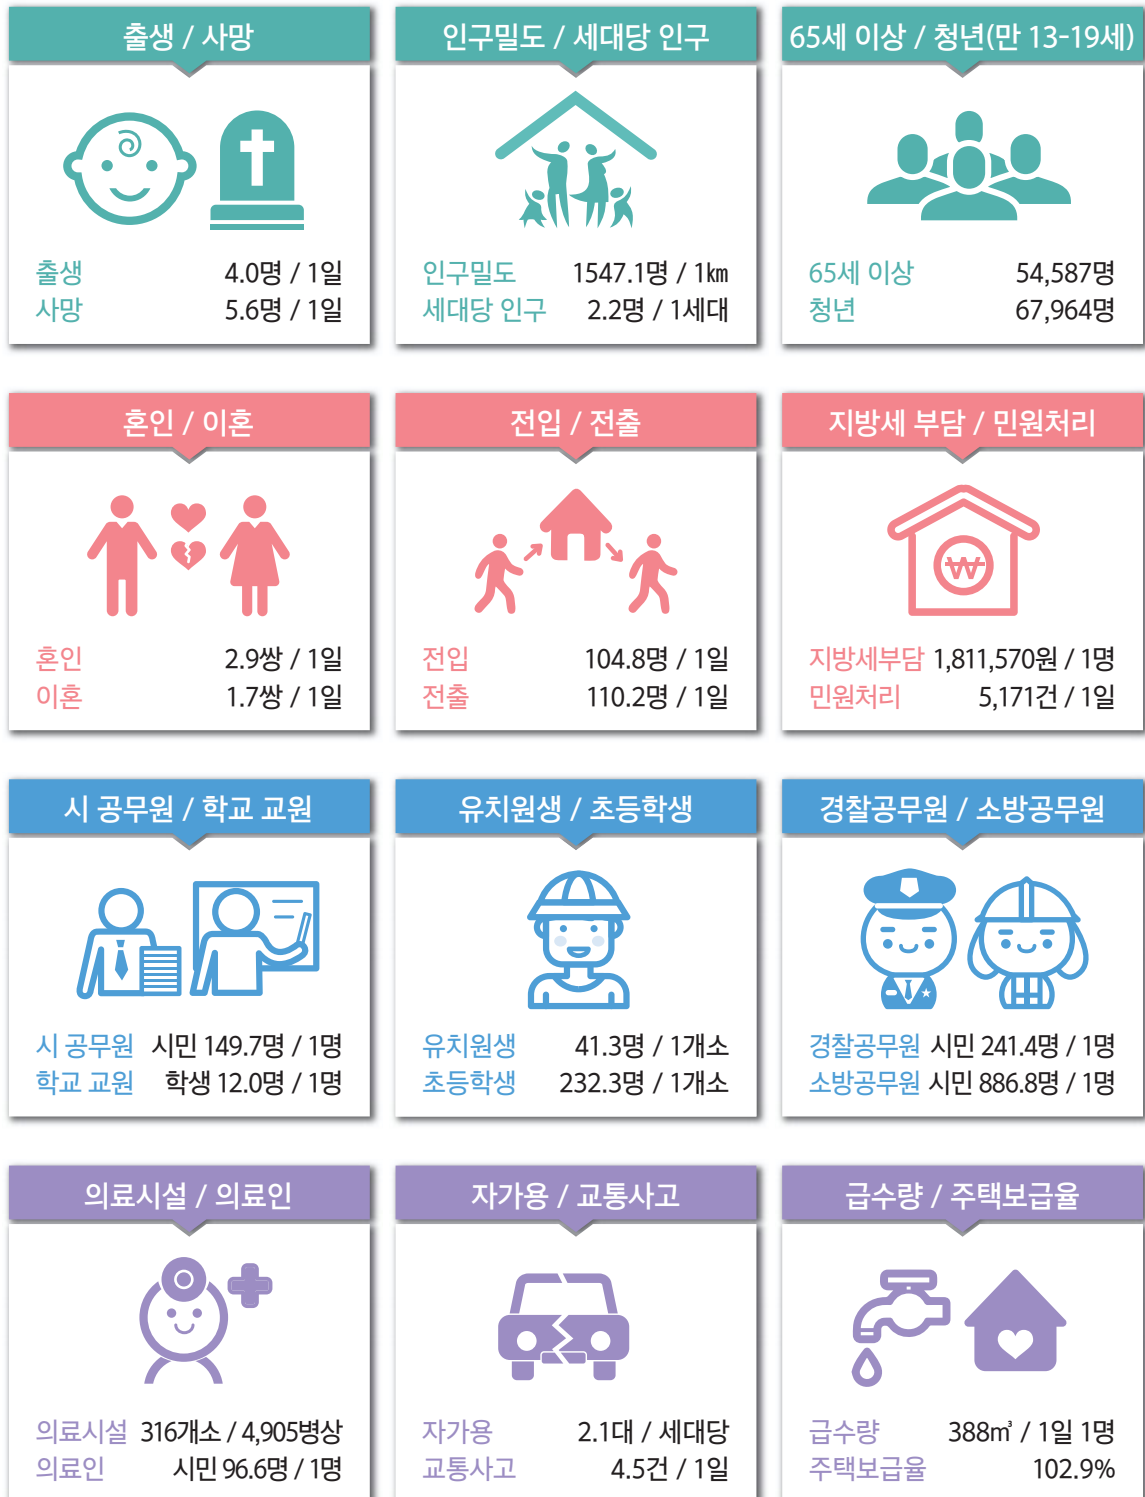 출생 / 사망
출생 4.0명 / 1일
사망 5.6명 / 1일
인구밀도 / 세대당 인구
인구밀도 1547.1명 / 1㎞
세대당 인구 2.2명 / 1세대
65세 이상 / 청년(만 13-19세)
65세 이상 54,587명
청년 67,964명
혼인 / 이혼
혼인 2.9쌍 / 1일
이혼 1.7쌍 / 1일
전입 / 전출
전입 104.8명 / 1일
전출 110.2명 / 1일
지방세 부담 / 민원처리
₩
지방세부담 1,811,570원 / 1명
민원처리 5,171건 / 1일
시 공무원 / 학교 교원
시 공무원 시민 149.7명 / 1명
학교 교원 학생 12.0명 / 1명
유치원생 / 초등학생
유치원생 41.3명 / 1개소
초등학생 232.3명 / 1개소
경찰공무원 / 소방공무원
경찰공무원 시민 241.4명 / 1명
소방공무원 시민 886.8명 / 1명
의료시설 / 의료인
의료시설 316개소 / 4,905병상
의료인 시민 96.6명 / 1명
자가용 / 교통사고
자가용 2.1대 / 세대당
교통사고 4.5건 / 1일
급수량 / 주택보급율
급수량 388㎥ / 1일 1명
주택보급율 102.9%